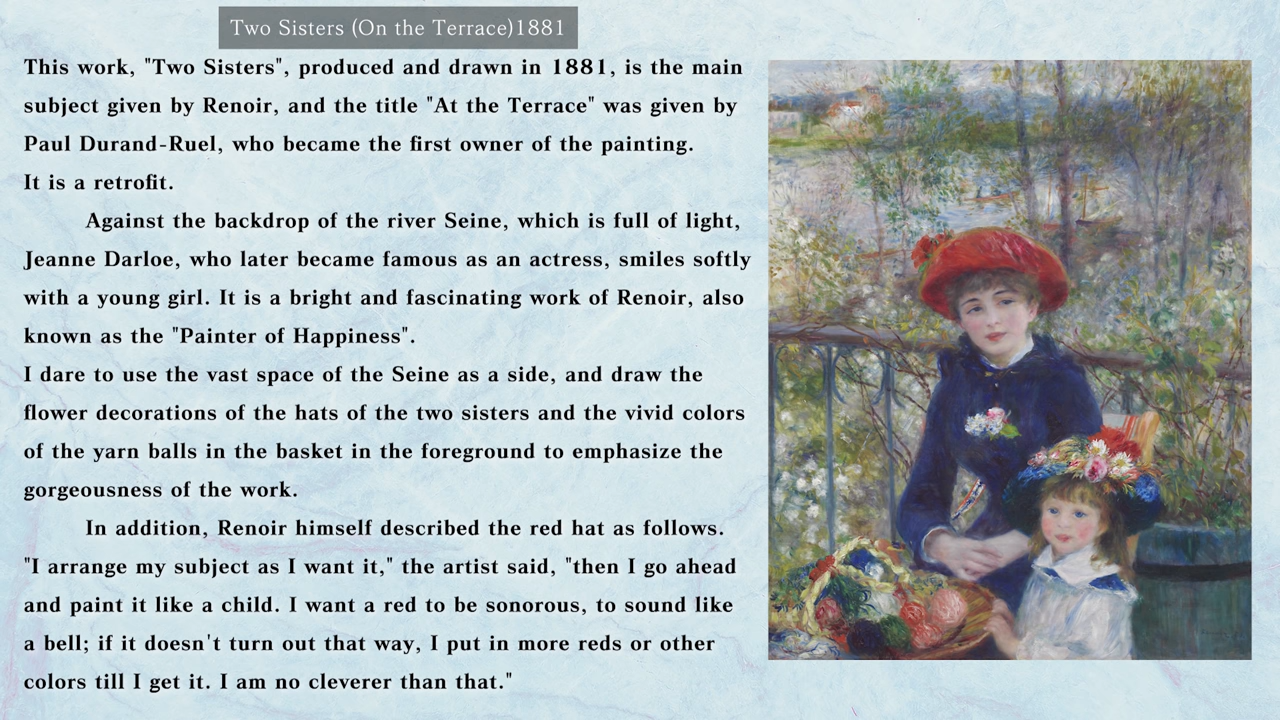 Two Sisters (On the Terrace)1881
This work, "Two Sisters", produced and drawn in 1881, is the main
subject given by Renoir, and the title "At the Terrace" was given by
Paul Durand-Ruel, who became the first owner of the painting.
It is a retrofit.
Against the backdrop of the river Seine, which is full of light,
Jeanne Darloe, who later became famous as an actress, smiles softly
with a young girl. It is a bright and fascinating work of Renoir, also
known as the "Painter of Happiness".
I dare to use the vast space of the Seine as a side, and draw the
flower decorations of the hats of the two sisters and the vivid colors
of the yarn balls in the basket in the foreground to emphasize the
gorgeousness of the work.
In addition, Renoir himself described the red hat as follows.
"I arrange my subject as I want it," the artist said, "then I go ahead
and paint it like a child. I want a red to be sonorous, to sound like
a bell; if it doesn't turn out that way, I put in more reds or other
colors till I get it. I am no cleverer than that."